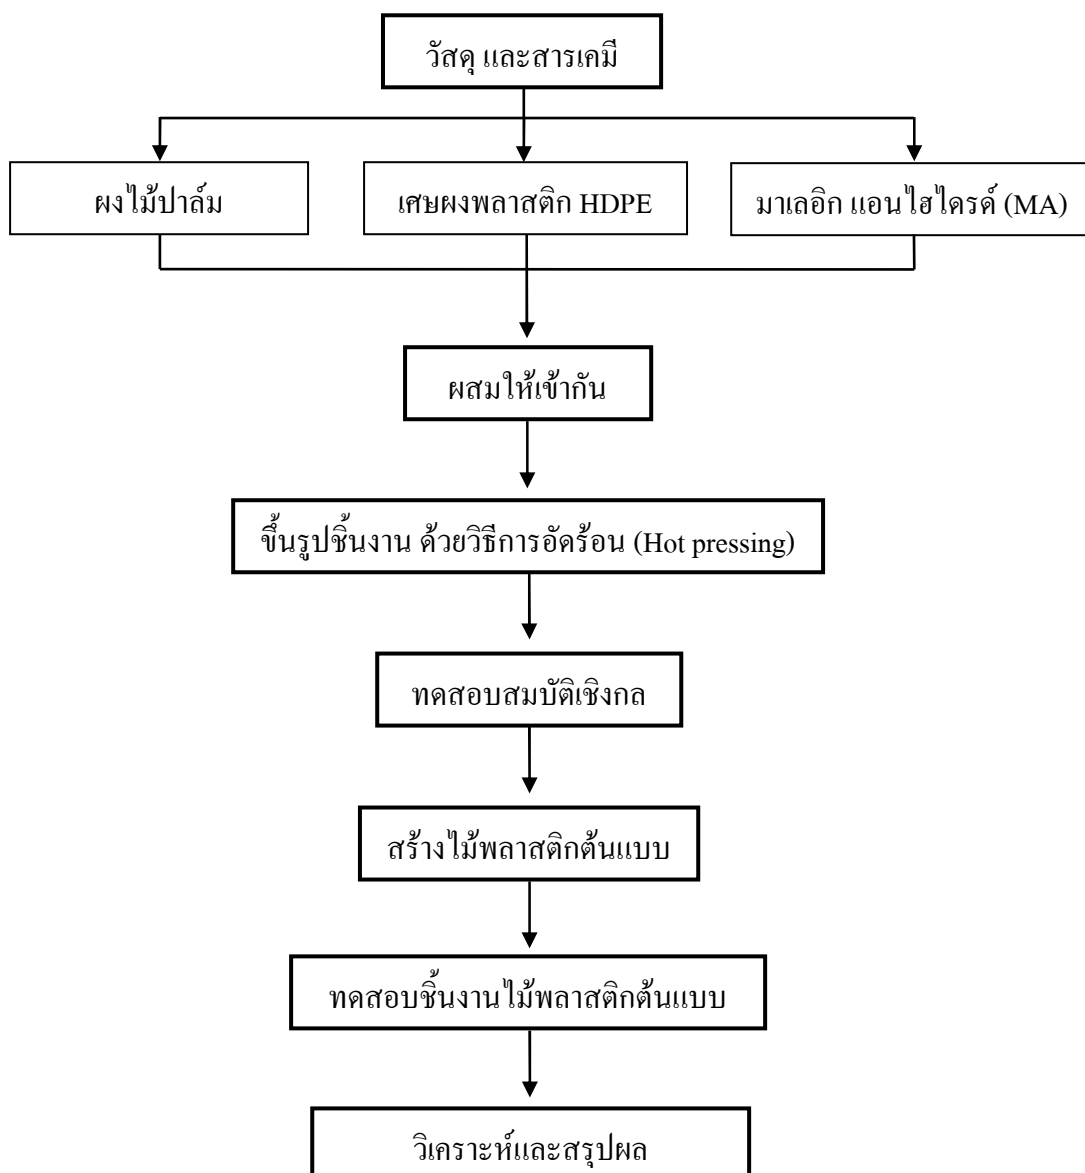 วัสดุ และสารเคมี
ผงไม้ปาล์ม
เศษผงพลาสติก HDPE
มาเลอิก แอนไฮไดรด์ (MA)
ผสมให้เข้ากัน
ขึ้นรูปชิ้นงาน ด้วยวิธีการอัดร้อน (Hot pressing)
ทดสอบสมบัติเชิงกล
สร้างไม้พลาสติกต้นแบบ
ทดสอบชิ้นงานไม้พลาสติกต้นแบบ
วิเคราะห์และสรุปผล